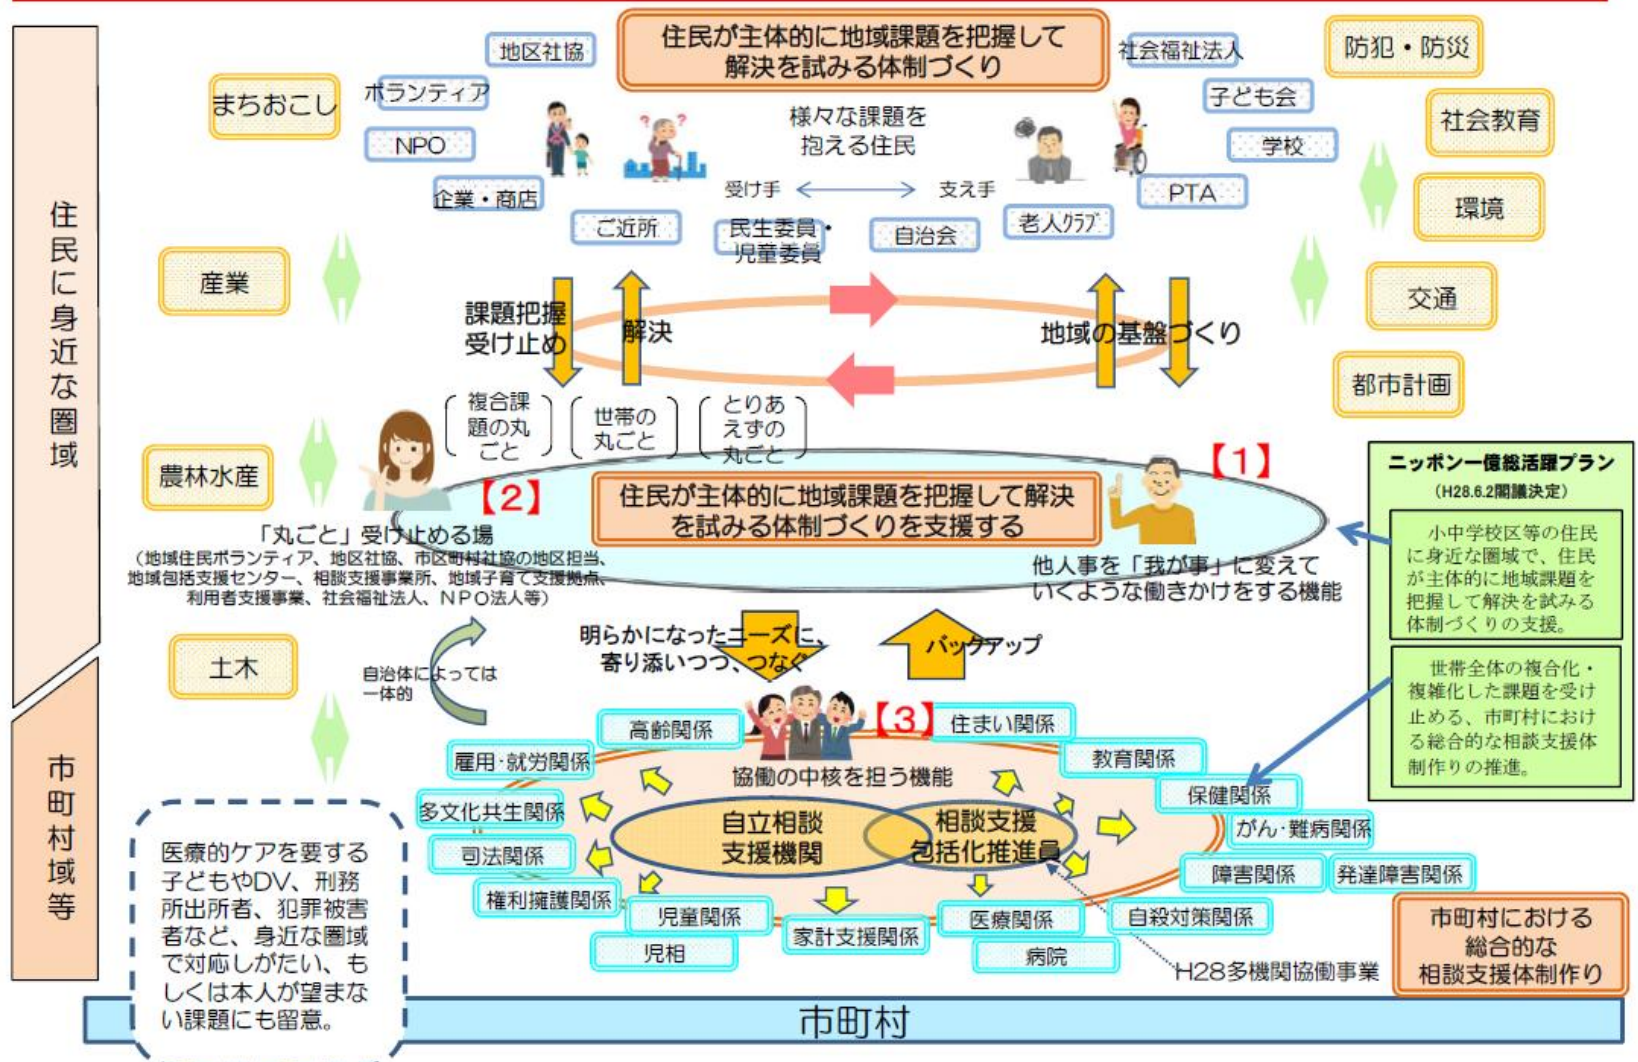 住民が主体的に地域課題を把握して
解決を試みる体制づくり
地区社協
社会福祉法人
防犯・防災
まちおこし
ボランティア
子ども会
社会教育
NPO
学校
様々な課題を
抱える住民
? ?
企業・商店
受け手
支え手
PTA
環境
ご近所
民生委員・
児童委員
自治会
老人クラブ
産業
交通
課題把握
受け止め
解決
地域の基盤づくり
都市計画
住民に身近な圏域
複合課
題の丸
ごと
世帯の
丸ごと
とりあ
えずの
丸ごと
農林水産
【2】
住民が主体的に地域課題を把握して解決
を試みる体制づくりを支援する
【1】
「丸ごと」受け止める場
(地域住民ボランティア、地区社協、市区町村社協の地区担当、
地域包括支援センター、相談支援事業所、地域子育て支援拠点、
利用者支援事業、社会福祉法人、NPO法人等)
他人事を「我が事」に変えて
いくような働きかけをする機能
ニッポン一億総活躍プラン
(H28.6.2閣議決定)
小中学校区等の住民
に身近な圏域で、住民
が主体的に地域課題を
把握して解決を試みる
体制づくりの支援。
世帯全体の複合化・
複雑化した課題を受け
止める、市町村におけ
る総合的な相談支援体
制作りの推進。
土木
自治体によっては
一体的
明らかになったニーズに、
寄り添いつつ、つなぐ
バックアップ
市町村域等
【3】
高齢関係
住まい関係
雇用・就労関係
教育関係
協働の中核を担う機能
多文化共生関係
保健関係
自立相談
支援機関
相談支援
包括化推進員
司法関係
がん・難病関係
権利擁護関係
障害関係
発達障害関係
児童関係
児相
家計支援関係
医療関係
病院
自殺対策関係
H28多機関協働事業
市町村における
総合的な
相談支援体制作り
医療的ケアを要する
子どもやDV、刑務
所出所者、犯罪被害
者など、身近な圏域
で対応しがたい、も
しくは本人が望まな
い課題にも留意。
市町村